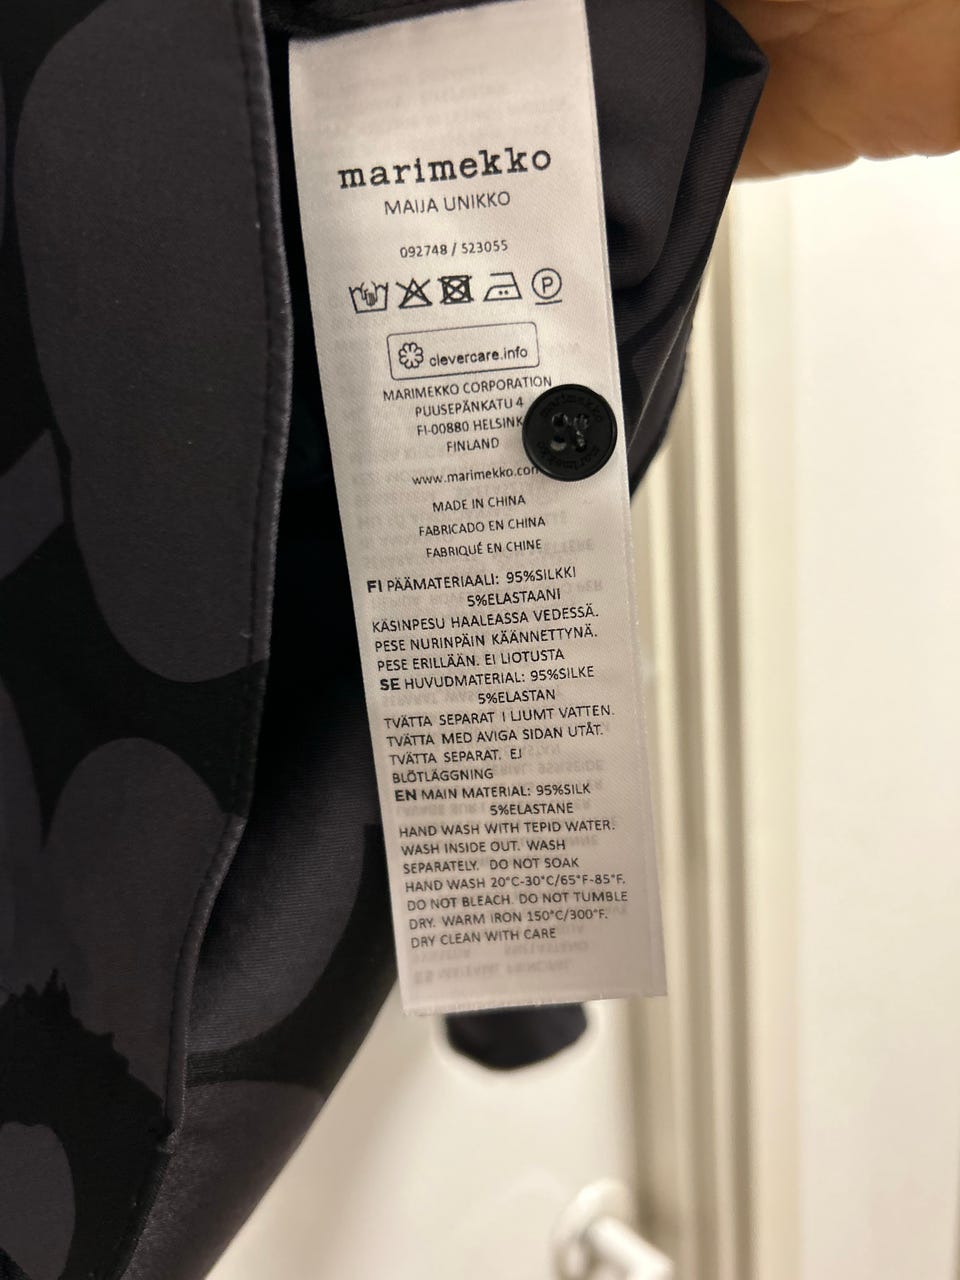 marimekko
MAIJA UNIKKO
092748 / 523055
P
clevercare.info
MARIMEKKO CORPORATION
PUUSEPÄNKATU 4
FI-00880 HELSINK
FINLAND
www.marimekko.com
MADE IN CHINA
FABRICADO EN CHINA
FABRIQUÉ EN CHINE
FI PÄÄMATERIAALI: 95%SILKKI
5%ELASTAANI
KÄSINPESU HAALEASSA VEDESSÄ.
PESE NURINPÄIN KÄÄNNETTYNÄ.
PESE ERILLÄÄN. EI LIOTUSTA
SE HUVUDMATERIAL: 95%SILKE
5%ELASTAN
TVÄTTA SEPARAT I LJUMT VATTEN.
TVÄTTA MED AVIGA SIDAN UTÅT.
TVÄTTA SEPARAT. EJ
BLÖTLÄGGNING
EN MAIN MATERIAL: 95%SILK
5%ELASTANE
HAND WASH WITH TEPID WATER.
WASH INSIDE OUT. WASH
SEPARATELY. DO NOT SOAK
HAND WASH 20°C-30°C/65°F-85°F.
DO NOT BLEACH. DO NOT TUMBLE
DRY. WARM IRON 150°C/300°F.
DRY CLEAN WITH CARE
marimekko
marimekko